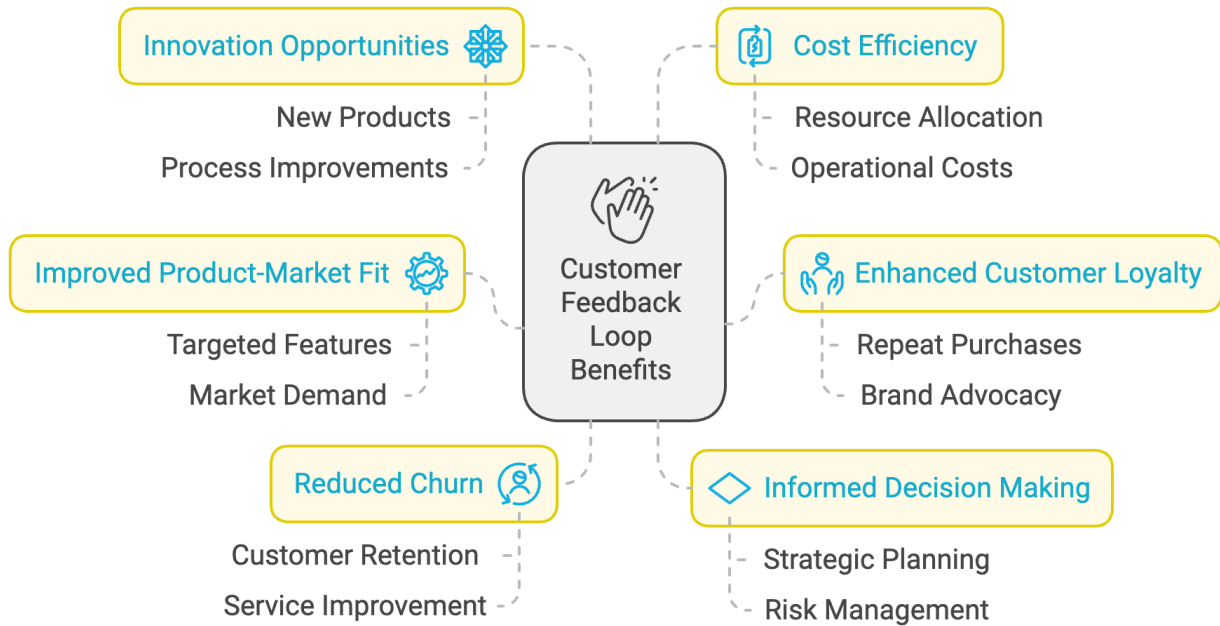 Innovation Opportunities
New Products
Process Improvements
Improved Product-Market Fit
Targeted Features
Market Demand
Reduced Churn
Customer Retention
Service Improvement
Customer
Feedback
Loop
Benefits
Cost Efficiency
Resource Allocation
Operational Costs
Enhanced Customer Loyalty
Repeat Purchases
Brand Advocacy
Informed Decision Making
Strategic Planning
Risk Management